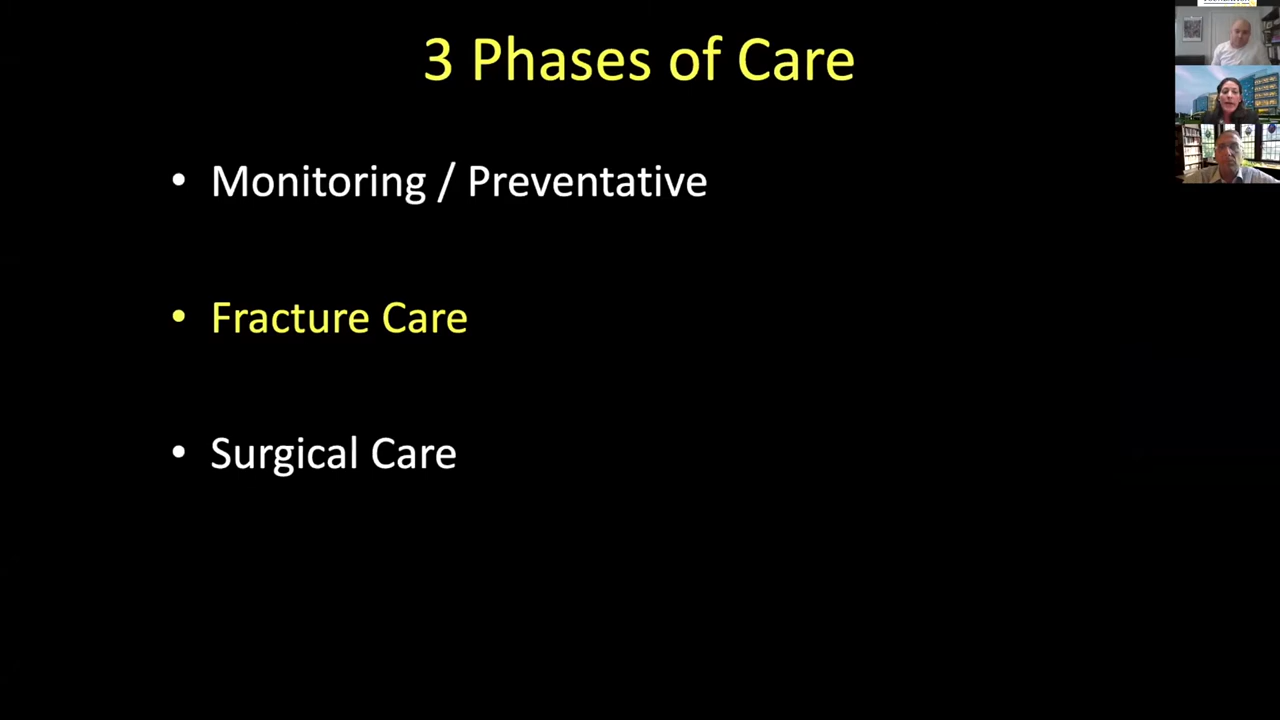 3 Phases of Care
• Monitoring / Preventative
• Fracture Care
• Surgical Care